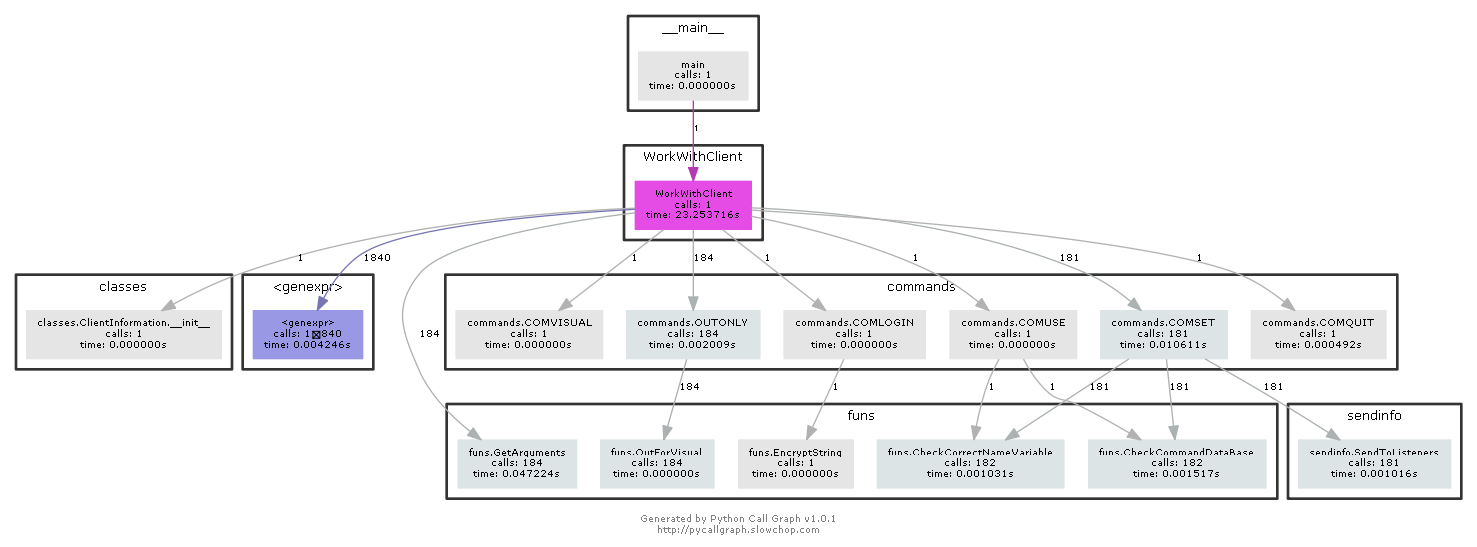 __main__
main
calls: 1
time: 0.000000s
1
WorkWithClient
WorkWithClient
calls: 1
time: 23.253716s
1
1840
184
1
184
1
1
181
1
classes
classes.ClientInformation.__init__
calls: 1
time: 0.000000s
<genexpr>
<genexpr>
calls: 1840
time: 0.004246s
commands
commands.COMVISUAL
calls: 1
time: 0.000000s
commands.OUTONLY
calls: 184
time: 0.002009s
commands.COMLOGIN
calls: 1
time: 0.000000s
commands.COMUSE
calls: 1
time: 0.000000s
commands.COMSET
calls: 181
time: 0.010611s
commands.COMQUIT
calls: 1
time: 0.000492s
184
1
1
1
181
181
181
funs
funs.GetArguments
calls: 184
time: 0.047224s
funs.OutForVisual
calls: 184
time: 0.000000s
funs.EncryptString
calls: 1
time: 0.000000s
funs.CheckCorrectNameVariable
calls: 182
time: 0.001031s
funs.CheckCommandDataBase
calls: 182
time: 0.001517s
sendinfo
sendinfo.SendToListeners
calls: 181
time: 0.001016s
Generated by Python Call Graph v1.0.1
http://pycallgraph.slowchop.com